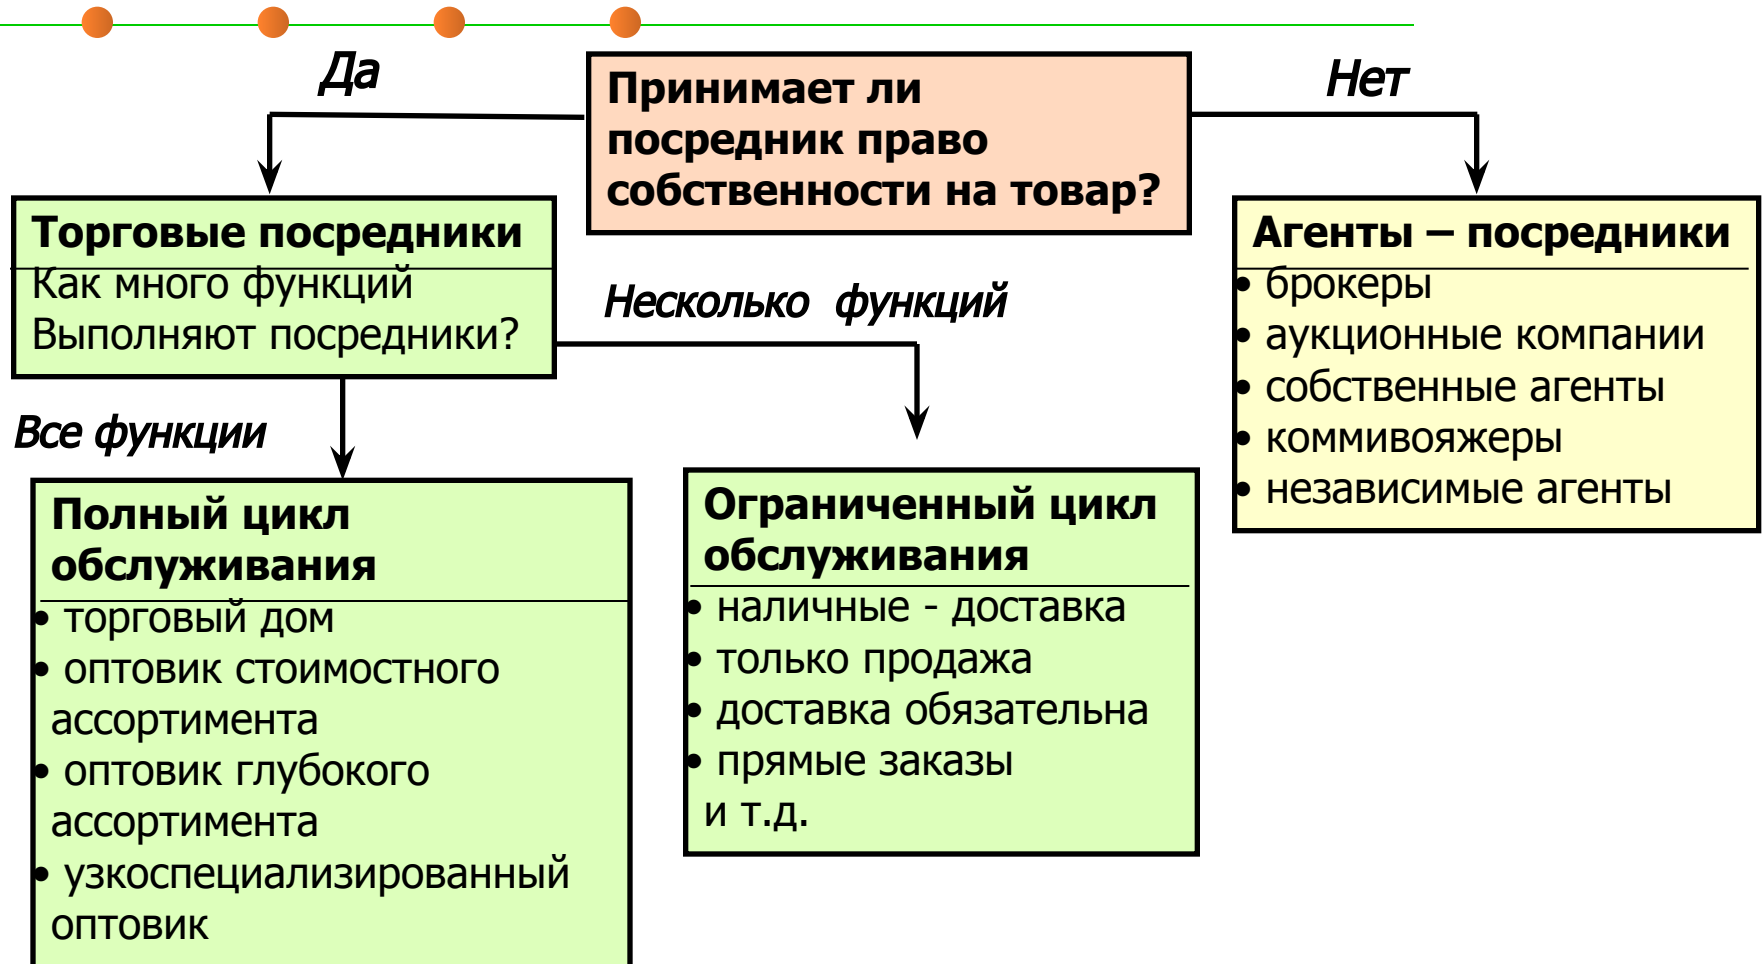 Да
Принимает ли
посредник право
собственности на товар?
Нет
Торговые посредники
Как много функций
Выполняют посредники?
Несколько функций
Агенты – посредники
• брокеры
• аукционные компании
• собственные агенты
• коммивояжеры
• независимые агенты
Все функции
Полный цикл
обслуживания
• торговый дом
• оптовик стоимостного
ассортимента
• оптовик глубокого
ассортимента
• узкоспециализированный
оптовик
Ограниченный цикл
обслуживания
• наличные - доставка
• только продажа
• доставка обязательна
• прямые заказы
и т.д.